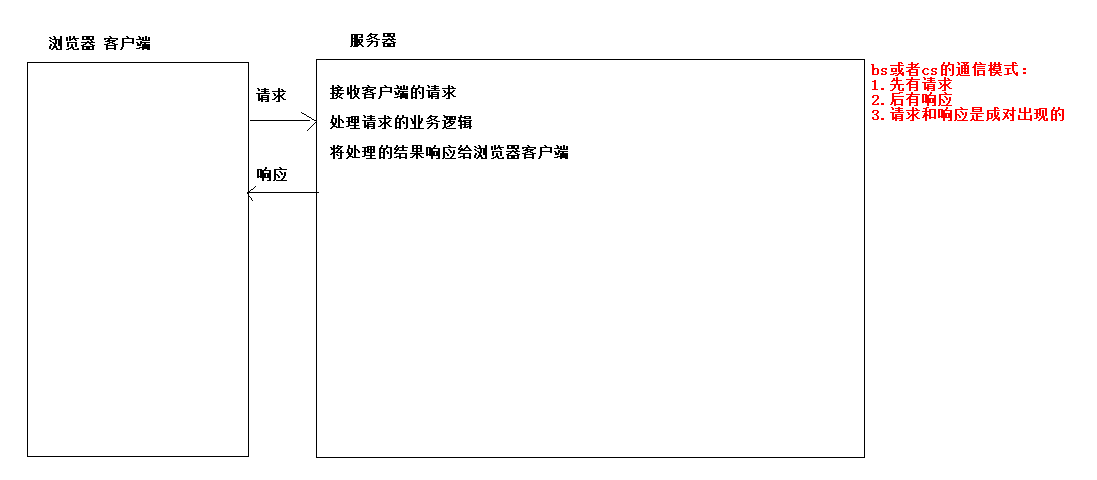 浏览器 客户端
服务器
请求
响应
接收客户端的请求
处理请求的业务逻辑
将处理的结果响应给浏览器客户端
bs或者cs的通信模式：
1.先有请求
2.后有响应
3.请求和响应是成对出现的